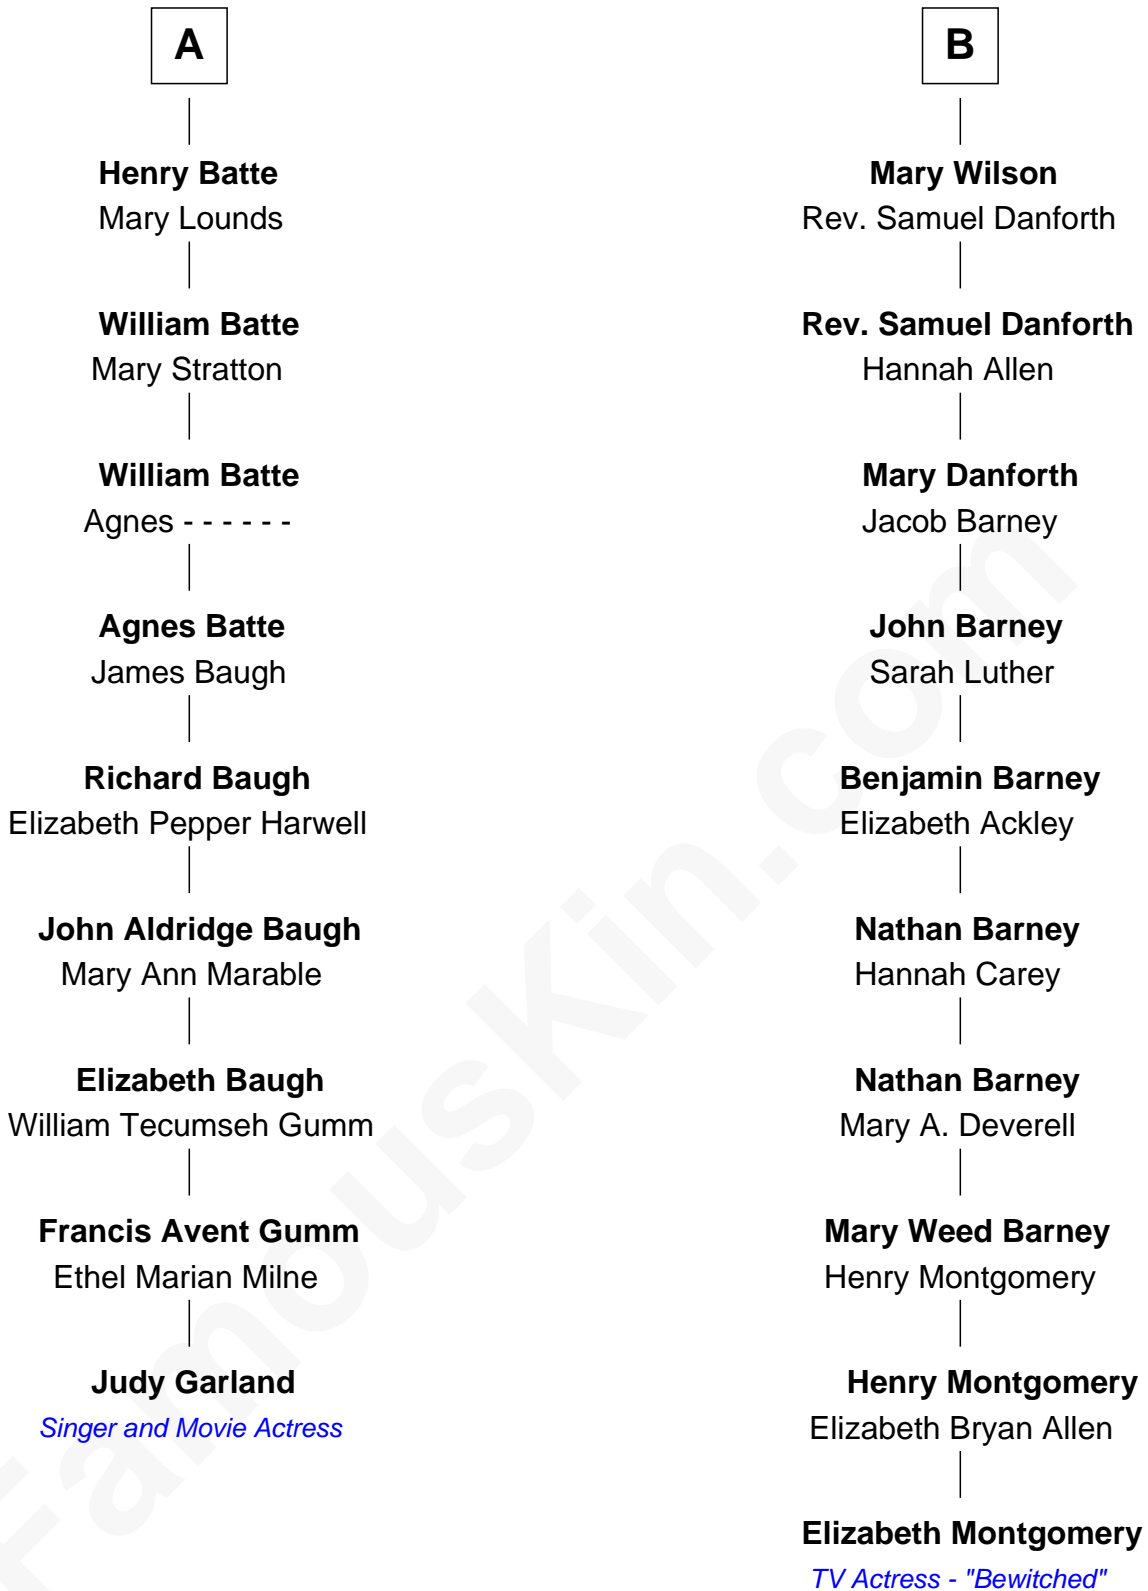 A
Henry Batte
Mary Lounds
William Batte
Mary Stratton
William Batte
Agnes - - - - - -
Agnes Batte
James Baugh
Richard Baugh
Elizabeth Pepper Harwell
John Aldridge Baugh
Mary Ann Marable
Elizabeth Baugh
William Tecumseh Gumm
Francis Avent Gumm
Ethel Marian Milne
Judy Garland
Singer and Movie Actress
B
Mary Wilson
Rev. Samuel Danforth
Rev. Samuel Danforth
Hannah Allen
Mary Danforth
Jacob Barney
John Barney
Sarah Luther
Benjamin Barney
Elizabeth Ackley
Nathan Barney
Hannah Carey
Nathan Barney
Mary A. Deverell
Mary Weed Barney
Henry Montgomery
Henry Montgomery
Elizabeth Bryan Allen
Elizabeth Montgomery
TV Actress - "Bewitched"
FamousKin.com